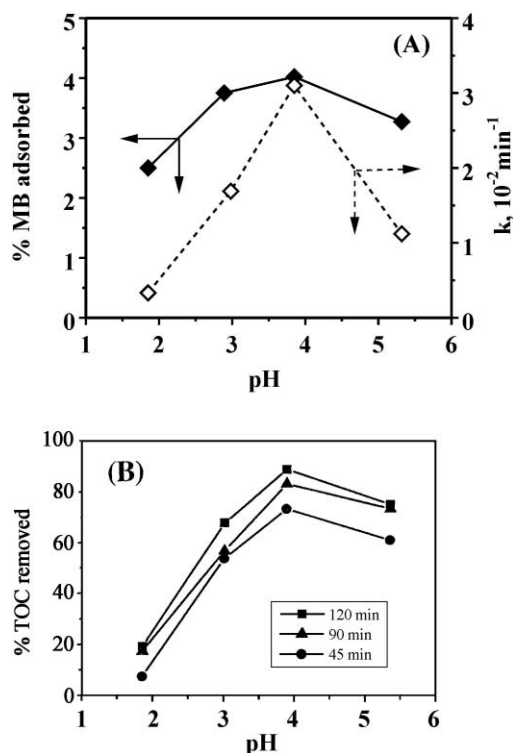 (A)
5
4
3
2
1
0
% MB adsorbed
4
3
2
1
0
k, 10⁻²min⁻¹
1 2 3 4 5 6
pH
(B)
100
80
60
40
20
0
% TOC removed
120 min
90 min
45 min
1 2 3 4 5 6
pH